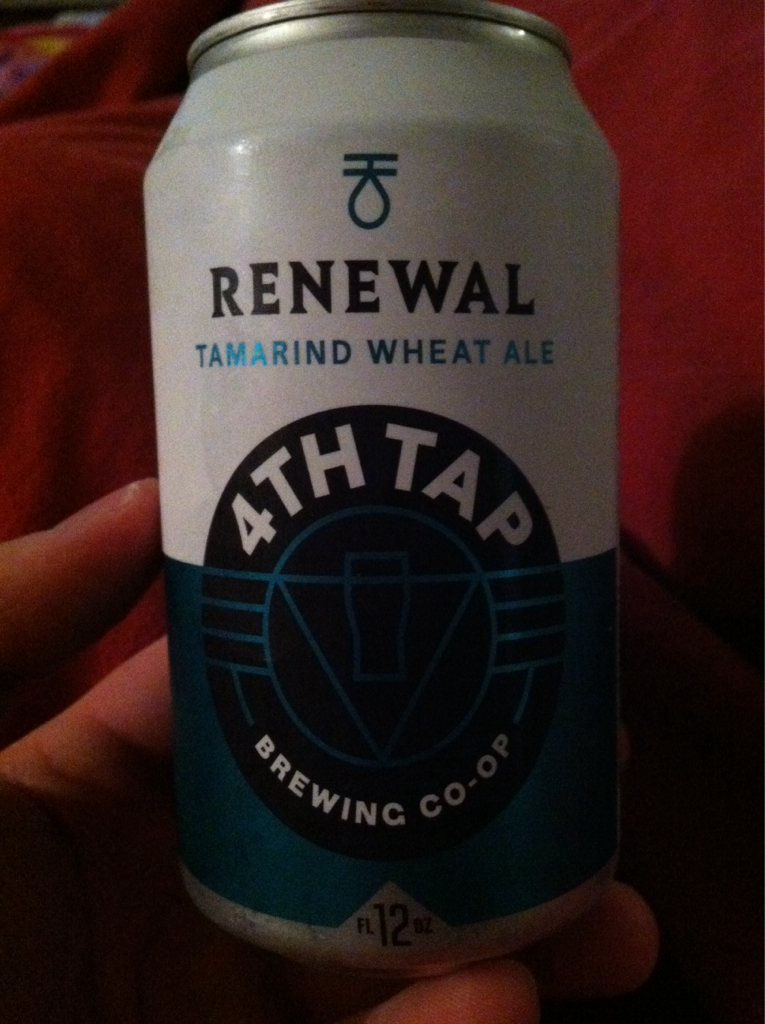 RENEWAL
TAMARIND WHEAT ALE
4TH TAP
BREWING CO-OP
FL 12 OZ